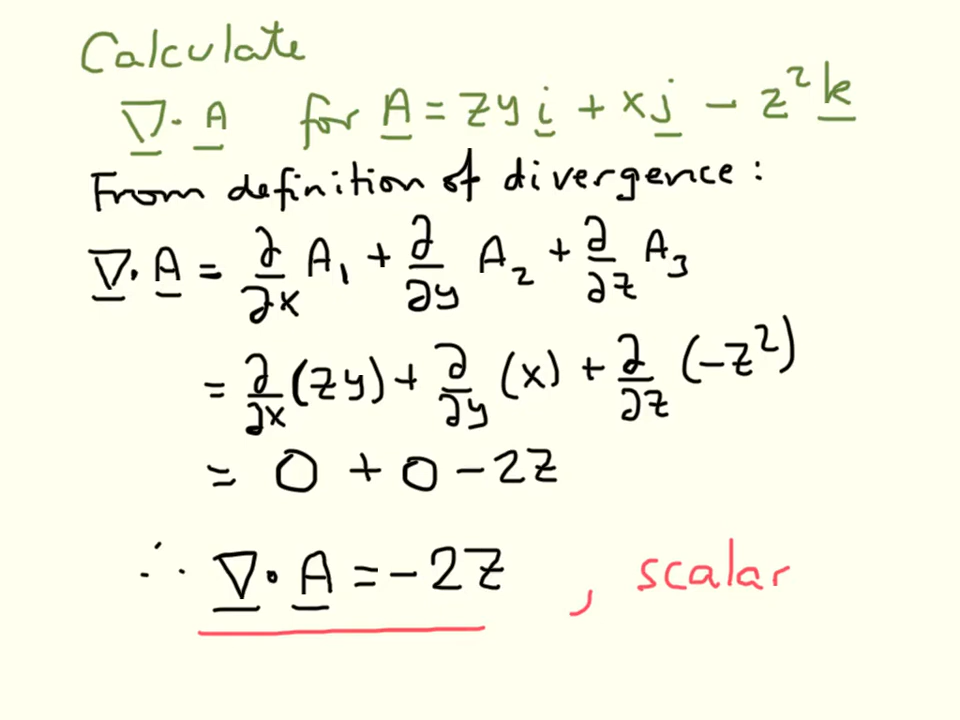 Calculate
∇· A for A = zy i + x j − z² k
From definition of divergence:
∇· A = ∂/∂x A₁ + ∂/∂y A₂ + ∂/∂z A₃
= ∂/∂x (zy) + ∂/∂y (x) + ∂/∂z (−z²)
= 0 + 0 − 2z
∴ ∇· A = −2z , scalar